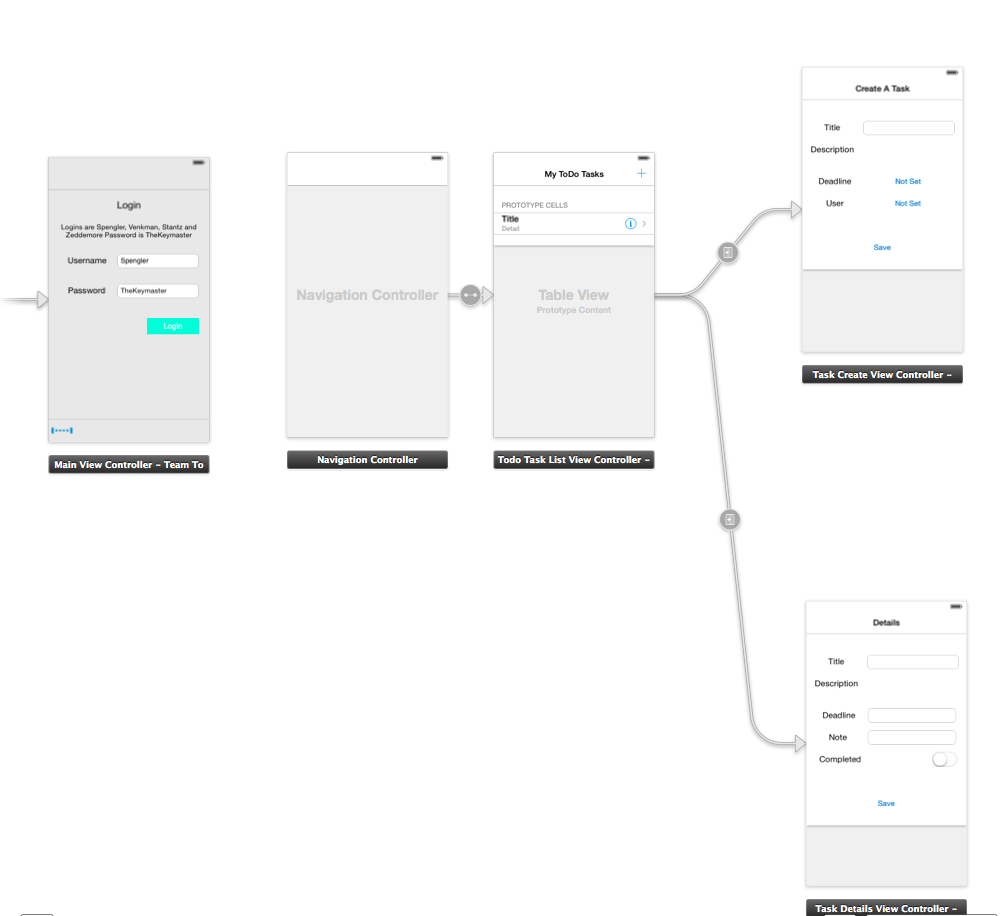 Login
Logins are Spengler, Venkman, Stantz and
Zeddemore Password is TheKeymaster
Username Spengler
Password TheKeymaster
Login
Main View Controller – Team To
Navigation Controller
Navigation Controller
My ToDo Tasks +
PROTOTYPE CELLS
Title
Detail
Table View
Prototype Content
Todo Task List View Controller –
Create A Task
Title
Description
Deadline Not Set
User Not Set
Save
Task Create View Controller –
Details
Title
Description
Deadline
Note
Completed
Save
Task Details View Controller –